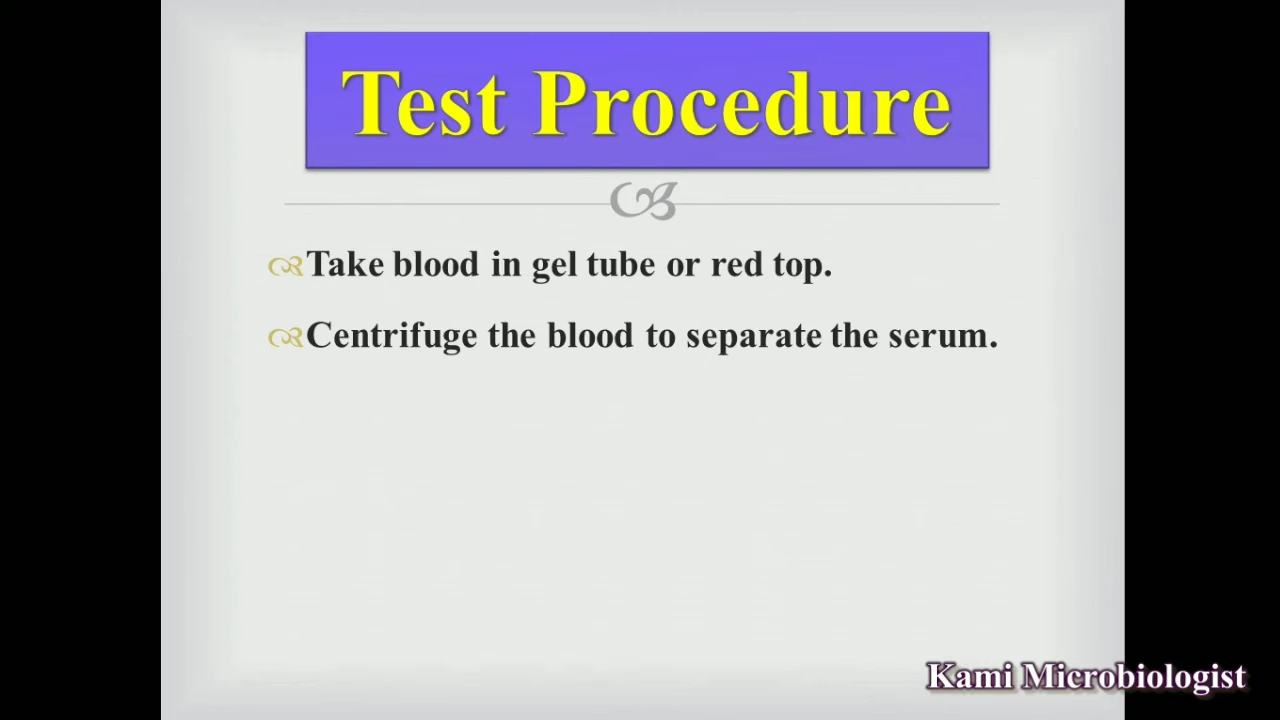 Test Procedure
Take blood in gel tube or red top.
Centrifuge the blood to separate the serum.
Kami Microbiologist